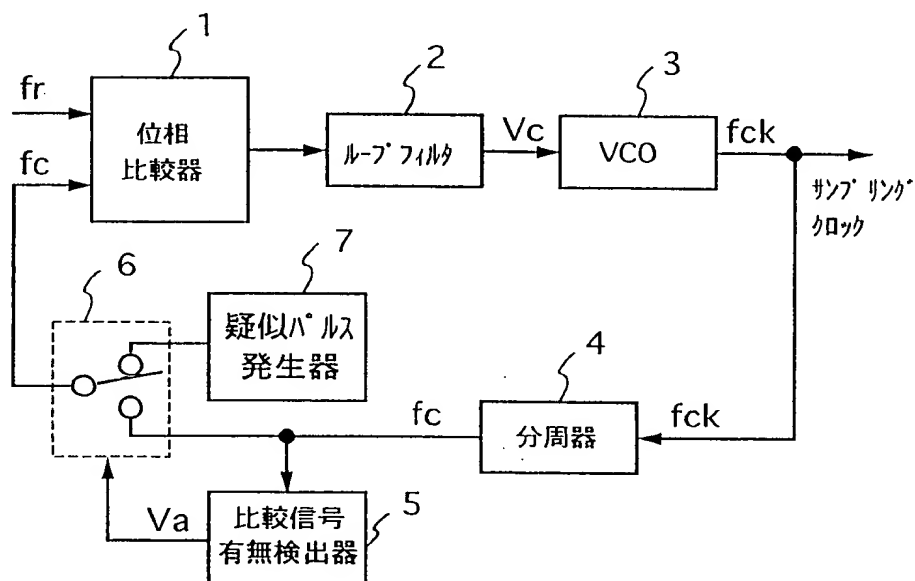 1
fr
fc
位相
比較器
2
ループフィルタ
Vc
3
VCO
fck
サンプリング
クロック
6
7
疑似パルス
発生器
4
分周器
fc
fck
Va
比較信号
有無検出器
5